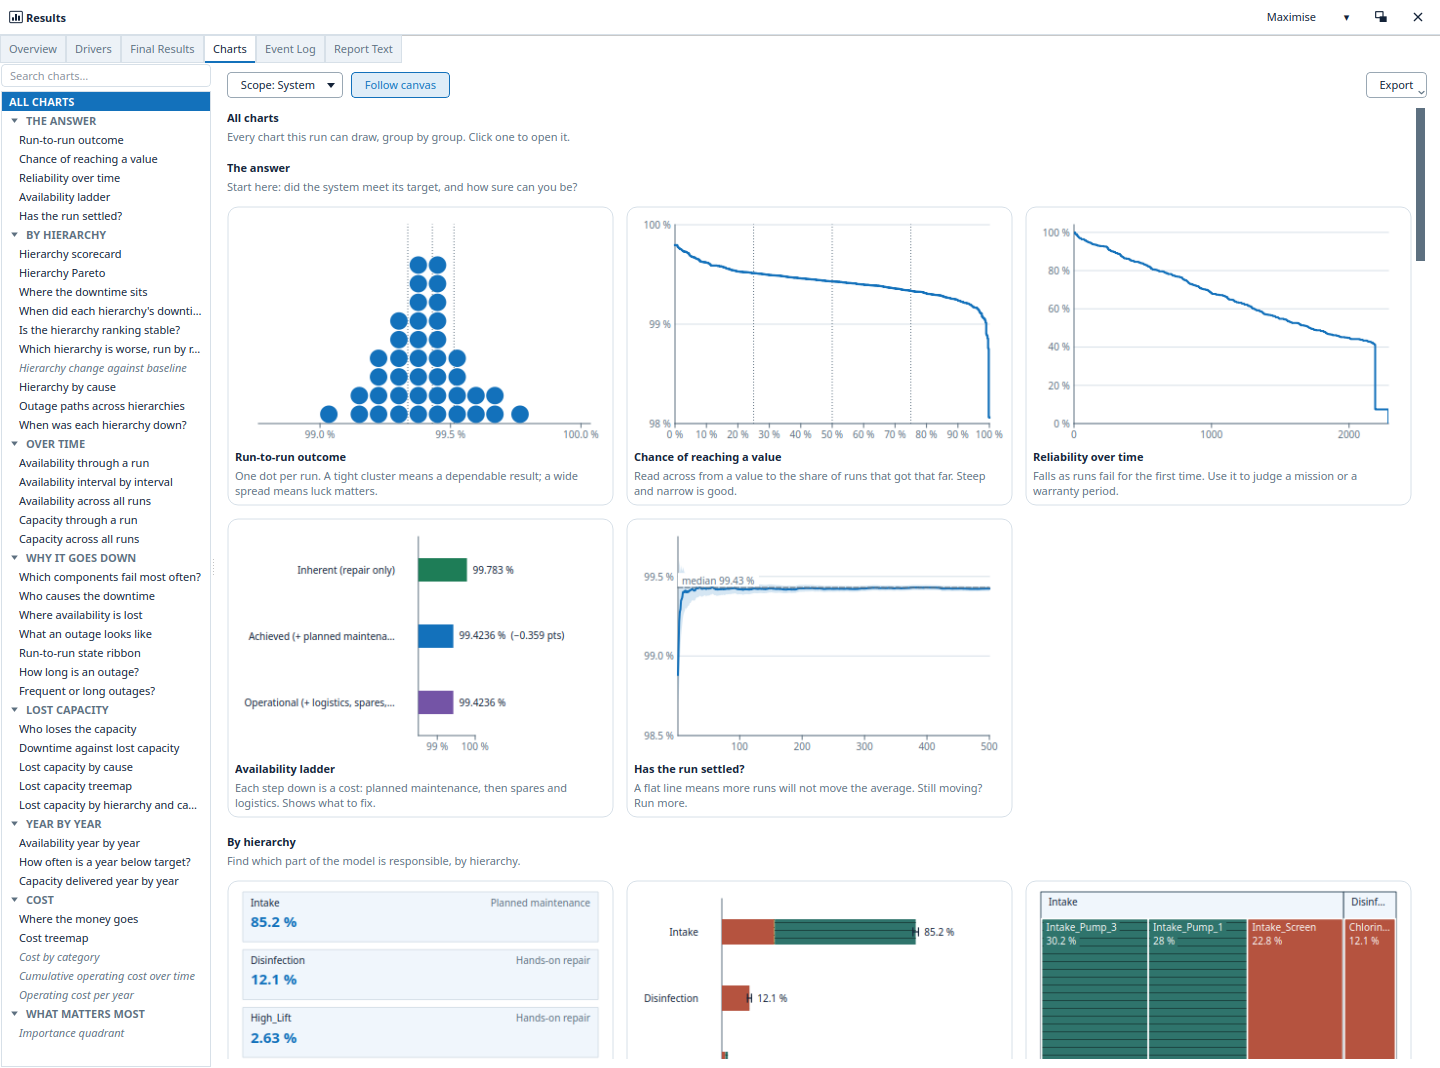 Results
Maximise
Overview
Drivers
Final Results
Charts
Event Log
Report Text
Search charts...
ALL CHARTS
THE ANSWER
Run-to-run outcome
Chance of reaching a value
Reliability over time
Availability ladder
Has the run settled?
BY HIERARCHY
Hierarchy scorecard
Hierarchy Pareto
Where the downtime sits
When did each hierarchy's downti...
Is the hierarchy ranking stable?
Which hierarchy is worse, run by r...
Hierarchy change against baseline
Hierarchy by cause
Outage paths across hierarchies
When was each hierarchy down?
OVER TIME
Availability through a run
Availability interval by interval
Availability across all runs
Capacity through a run
Capacity across all runs
WHY IT GOES DOWN
Which components fail most often?
Who causes the downtime
Where availability is lost
What an outage looks like
Run-to-run state ribbon
How long is an outage?
Frequent or long outages?
LOST CAPACITY
Who loses the capacity
Downtime against lost capacity
Lost capacity by cause
Lost capacity treemap
Lost capacity by hierarchy and ca...
YEAR BY YEAR
Availability year by year
How often is a year below target?
Capacity delivered year by year
COST
Where the money goes
Cost treemap
Cost by category
Cumulative operating cost over time
Operating cost per year
WHAT MATTERS MOST
Importance quadrant
Scope: System
Follow canvas
Export
All charts
Every chart this run can draw, group by group. Click one to open it.
The answer
Start here: did the system meet its target, and how sure can you be?
99.0 % 99.5 % 100.0 %
Run-to-run outcome
One dot per run. A tight cluster means a dependable result; a wide
spread means luck matters.
100 %
99 %
98 %
0 % 10 % 20 % 30 % 40 % 50 % 60 % 70 % 80 % 90 % 100 %
Chance of reaching a value
Read across from a value to the share of runs that got that far. Steep
and narrow is good.
100 %
80 %
60 %
40 %
20 %
0 %
0 1000 2000
Reliability over time
Falls as runs fail for the first time. Use it to judge a mission or a
warranty period.
Inherent (repair only) 99.783 %
Achieved (+ planned maintena... 99.4236 % (−0.359 pts)
Operational (+ logistics, spares,... 99.4236 %
99 % 100 %
Availability ladder
Each step down is a cost: planned maintenance, then spares and
logistics. Shows what to fix.
99.5 %
median 99.43 %
99.0 %
98.5 %
100 200 300 400 500
Has the run settled?
A flat line means more runs will not move the average. Still moving?
Run more.
By hierarchy
Find which part of the model is responsible, by hierarchy.
Intake Planned maintenance
85.2 %
Disinfection Hands-on repair
12.1 %
High_Lift Hands-on repair
2.63 %
Intake 85.2 %
Disinfection 12.1 %
Intake Disinf...
Intake_Pump_3 Intake_Pump_1 Intake_Screen Chlorin...
30.2 % 28 % 22.8 % 12.1 %